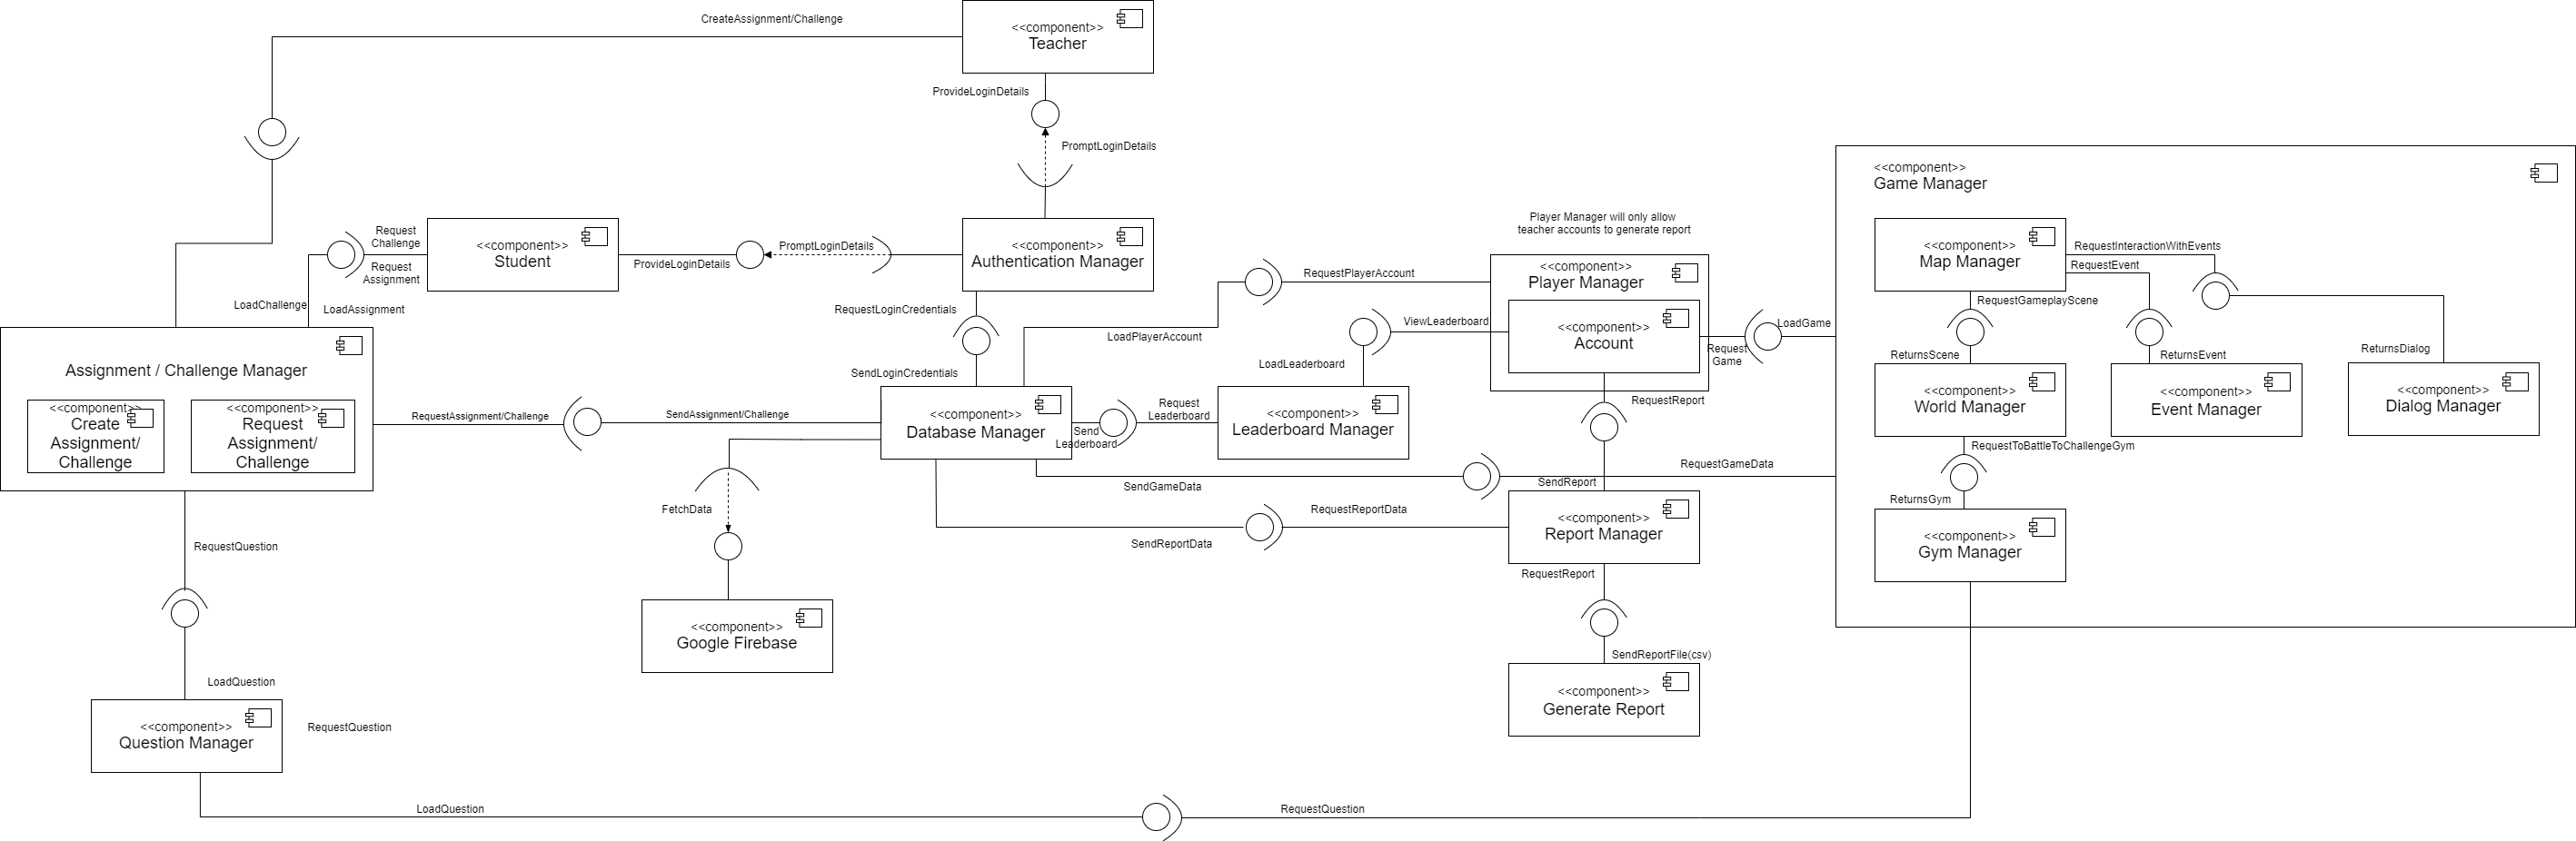 CreateAssignment/Challenge
<<component>>
Teacher
ProvideLoginDetails
PromptLoginDetails
<<component>>
Game Manager
Request
Challenge
Request
Assignment
<<component>>
Student
ProvideLoginDetails
PromptLoginDetails
<<component>>
Authentication Manager
Player Manager will only allow
teacher accounts to generate report
<<component>>
Map Manager
RequestInteractionWithEvents
RequestEvent
RequestGameplayScene
LoadChallenge
LoadAssignment
RequestLoginCredentials
SendLoginCredentials
RequestPlayerAccount
LoadPlayerAccount
<<component>>
Player Manager
<<component>>
Account
ViewLeaderboard
LoadLeaderboard
Request
Game
LoadGame
ReturnsScene
ReturnsEvent
ReturnsDialog
Assignment / Challenge Manager
<<component>>
Create
Assignment/
Challenge
<<component>>
Request
Assignment/
Challenge
RequestAssignment/Challenge
SendAssignment/Challenge
<<component>>
Database Manager
Send
Leaderboard
Request
Leaderboard
<<component>>
Leaderboard Manager
RequestReport
<<component>>
World Manager
<<component>>
Event Manager
<<component>>
Dialog Manager
RequestToBattleToChallengeGym
ReturnsGym
<<component>>
Gym Manager
SendGameData
RequestGameData
SendReport
FetchData
RequestReportData
SendReportData
<<component>>
Report Manager
RequestReport
RequestQuestion
<<component>>
Google Firebase
SendReportFile(csv)
<<component>>
Generate Report
LoadQuestion
<<component>>
Question Manager
RequestQuestion
LoadQuestion
RequestQuestion